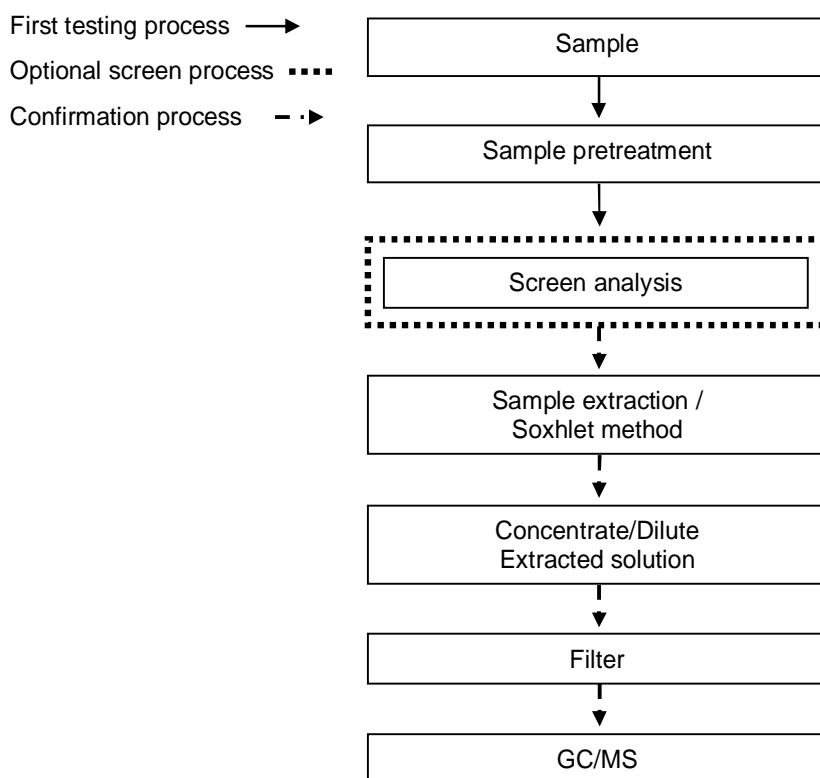 First testing process
Optional screen process
Confirmation process
Sample
Sample pretreatment
Screen analysis
Sample extraction /
Soxhlet method
Concentrate/Dilute
Extracted solution
Filter
GC/MS